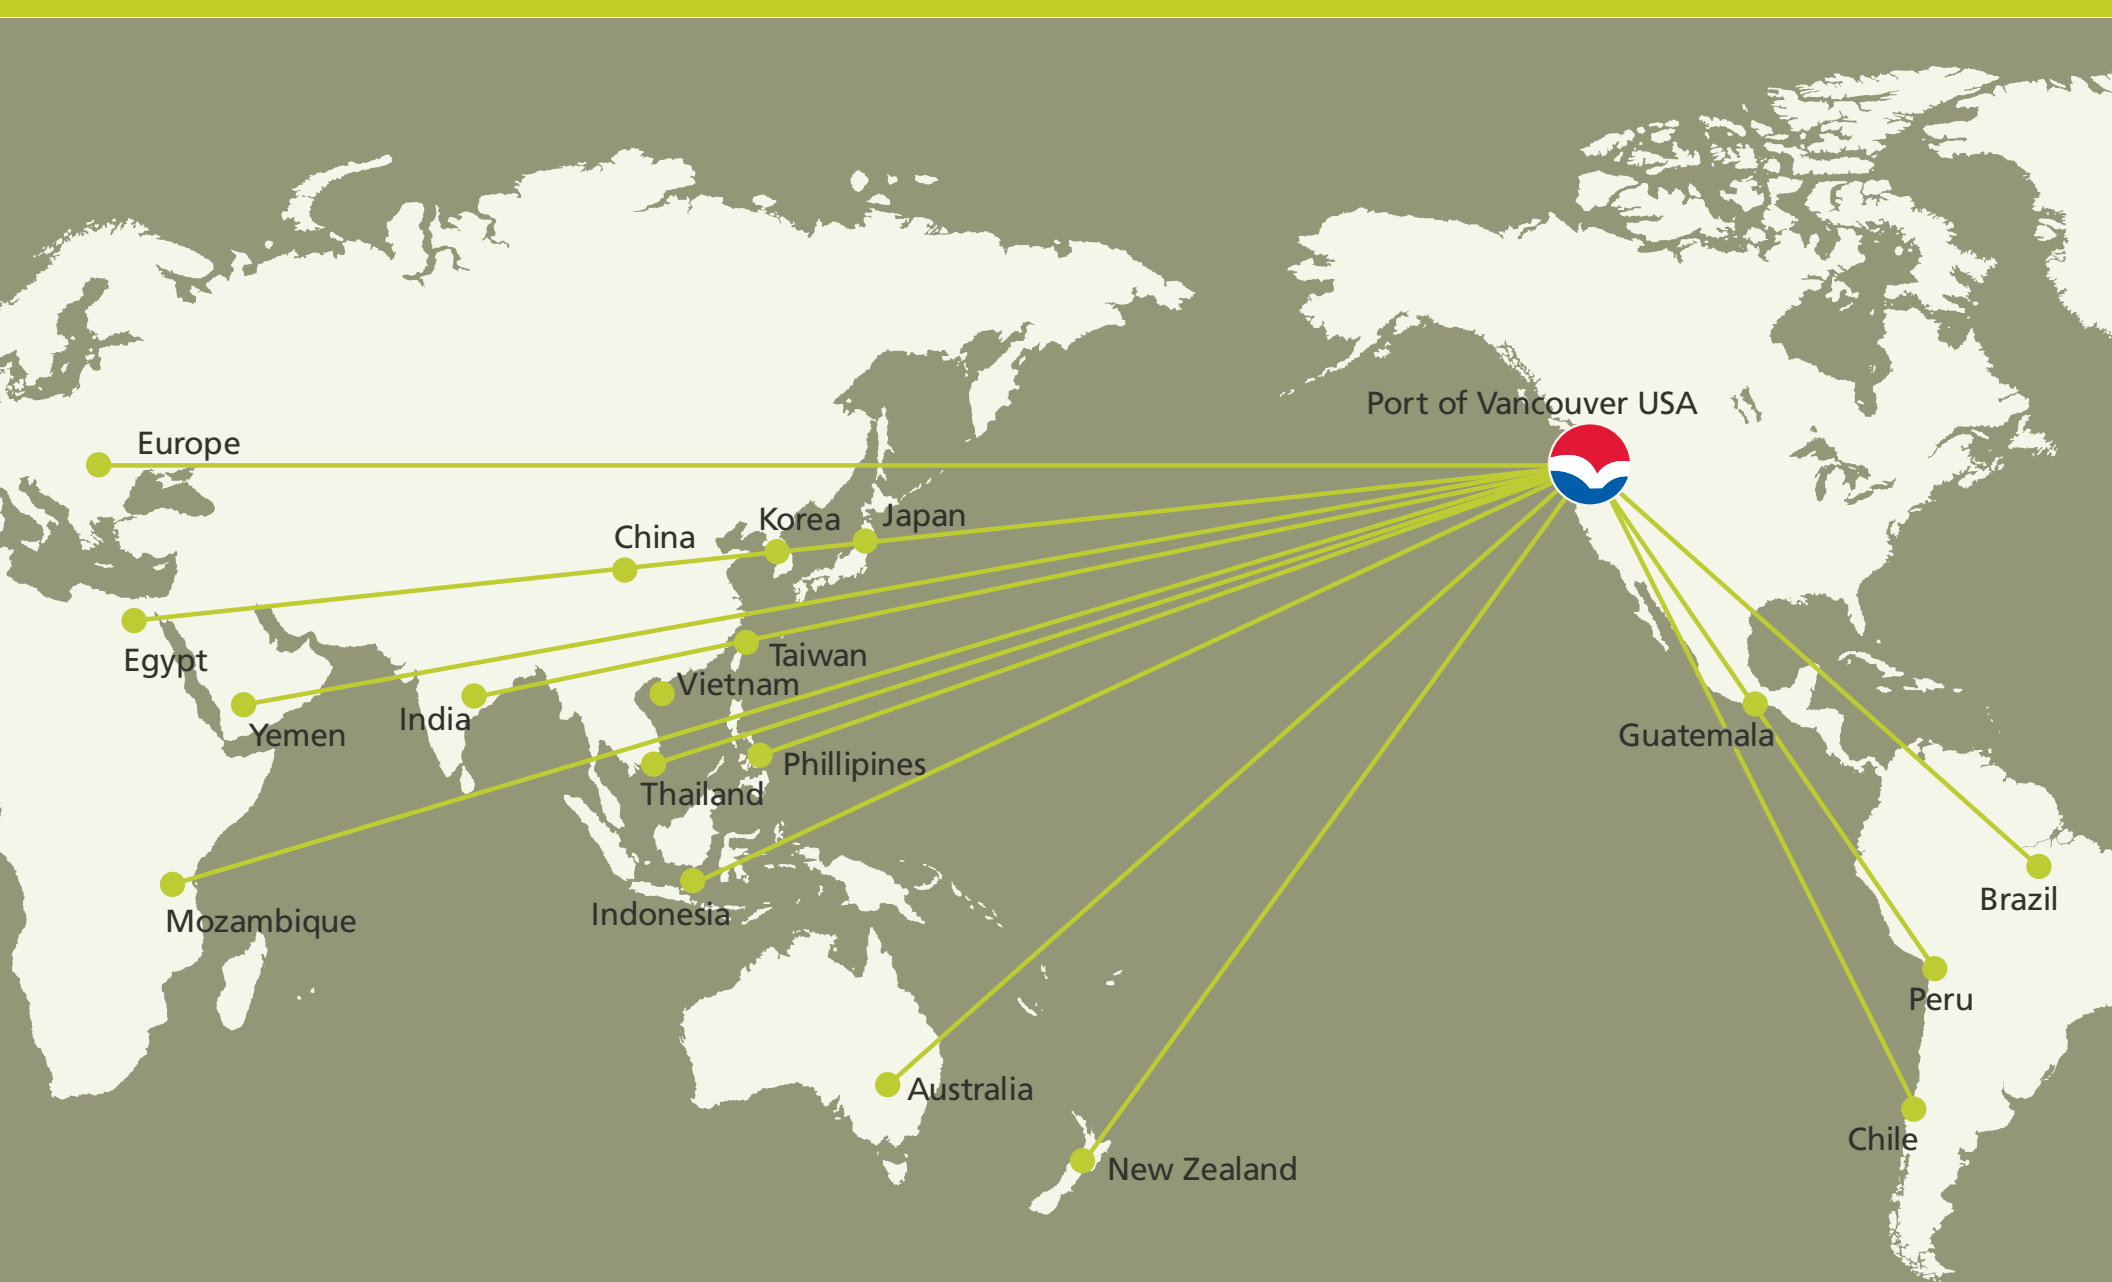 Port of Vancouver USA
Europe
Korea
Japan
China
Egypt
Taiwan
Vietnam
India
Yemen
Guatemala
Phillipines
Thailand
Brazil
Mozambique
Indonesia
Peru
Australia
Chile
New Zealand